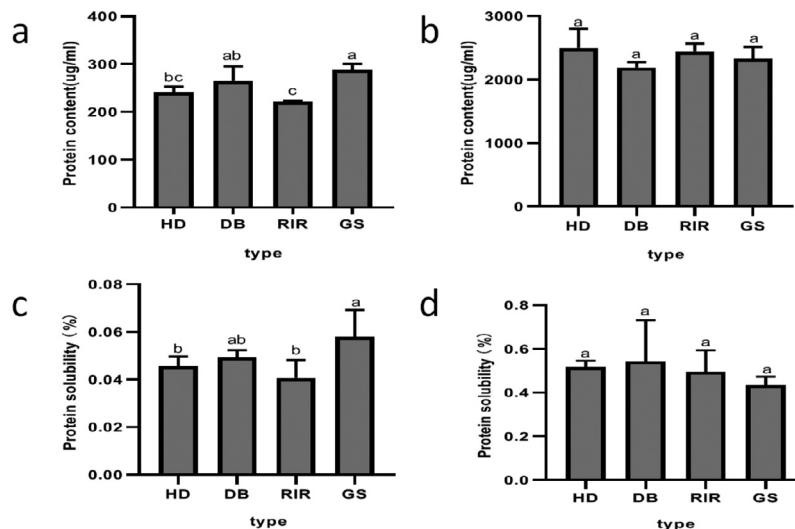 a
Protein content(ug/ml)
400
300
200
100
0
bc
ab
c
a
HD DB RIR GS
type
b
Protein content(ug/ml)
3000
2000
1000
0
a
a
a
a
HD DB RIR GS
type
c
Protein solubility (%)
0.08
0.06
0.04
0.02
0.00
b
ab
b
a
HD DB RIR GS
type
d
Protein solubility (%)
0.8
0.6
0.4
0.2
0.0
a
a
a
a
HD DB RIR GS
type